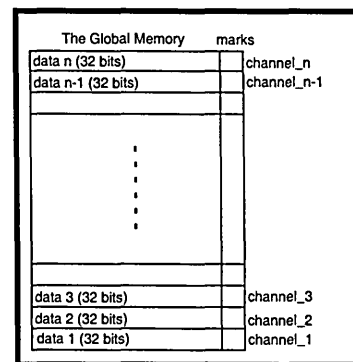 The Global Memory marks
data n (32 bits) channel_n
data n-1 (32 bits) channel_n-1
data 3 (32 bits) channel_3
data 2 (32 bits) channel_2
data 1 (32 bits) channel_1